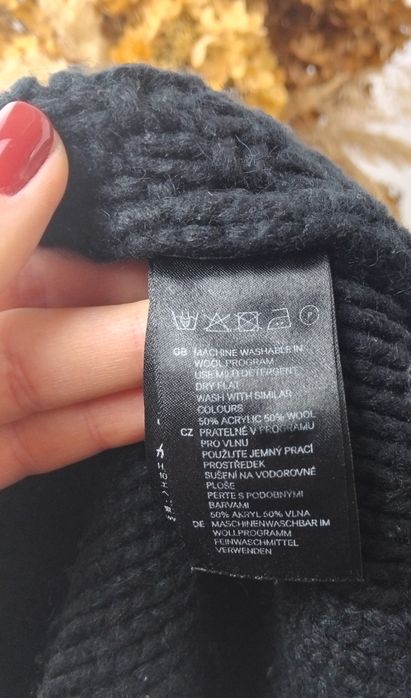 GB MACHINE WASHABLE IN
WOOL PROGRAM
USE MILD DETERGENT
DRY FLAT
WASH WITH SIMILAR
COLOURS
50% ACRYLIC 50% WOOL
CZ PRATELNÉ V PROGRAMU
PRO VLNU
POUŽIJTE JEMNÝ PRACÍ
PROSTŘEDEK
SUŠENÍ NA VODOROVNÉ
PLOŠE
PERTE S PODOBNÝMI
BARVAMI
50% AKRYL 50% VLNA
DE MASCHINENWASCHBAR IM
WOLLPROGRAMM
FEINWASCHMITTEL
VERWENDEN